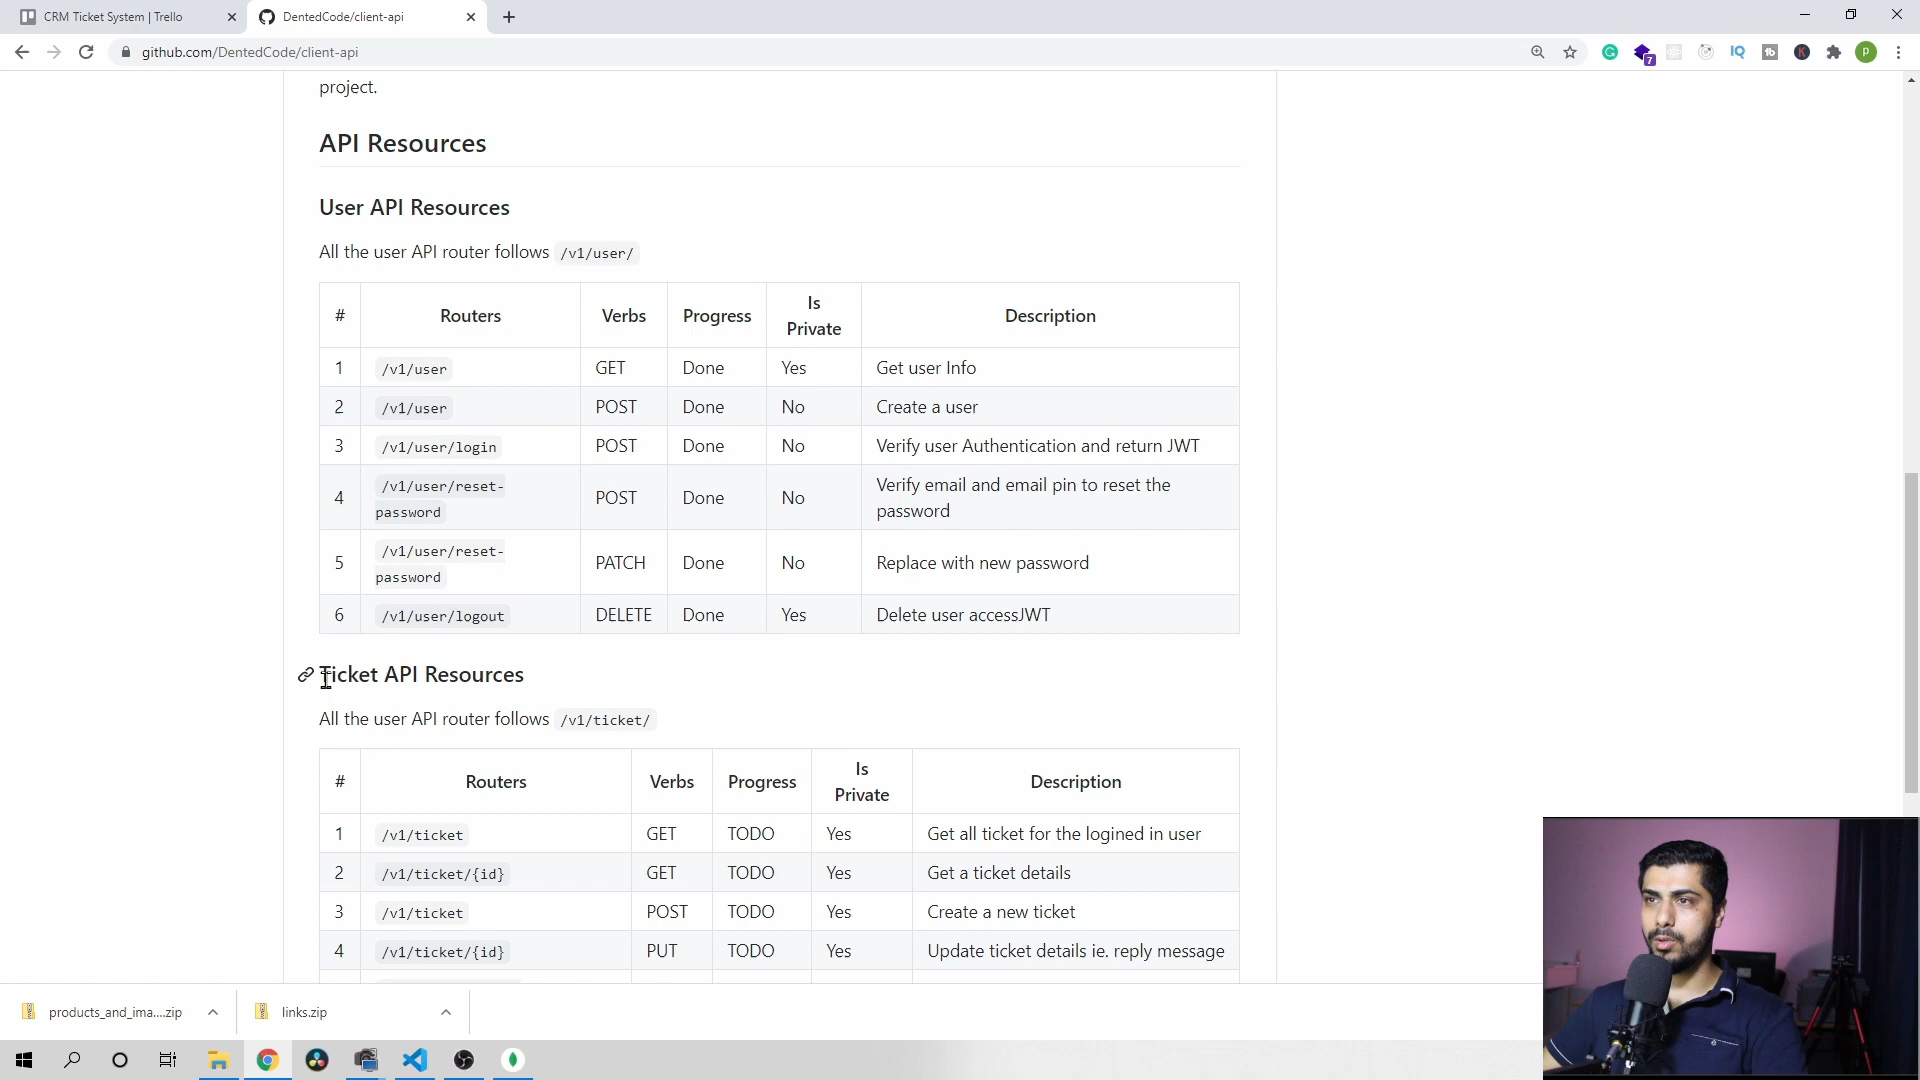 CRM Ticket System | Trello
DentedCode/client-api
github.com/DentedCode/client-api
7
IQ
tb
K
P
project.
API Resources
User API Resources
All the user API router follows /v1/user/
# Routers Verbs Progress Is Private Description
1 /v1/user GET Done Yes Get user Info
2 /v1/user POST Done No Create a user
3 /v1/user/login POST Done No Verify user Authentication and return JWT
4 /v1/user/reset-password POST Done No Verify email and email pin to reset the password
5 /v1/user/reset-password PATCH Done No Replace with new password
6 /v1/user/logout DELETE Done Yes Delete user accessJWT
Ticket API Resources
All the user API router follows /v1/ticket/
# Routers Verbs Progress Is Private Description
1 /v1/ticket GET TODO Yes Get all ticket for the logined in user
2 /v1/ticket/{id} GET TODO Yes Get a ticket details
3 /v1/ticket POST TODO Yes Create a new ticket
4 /v1/ticket/{id} PUT TODO Yes Update ticket details ie. reply message
products_and_ima....zip
links.zip